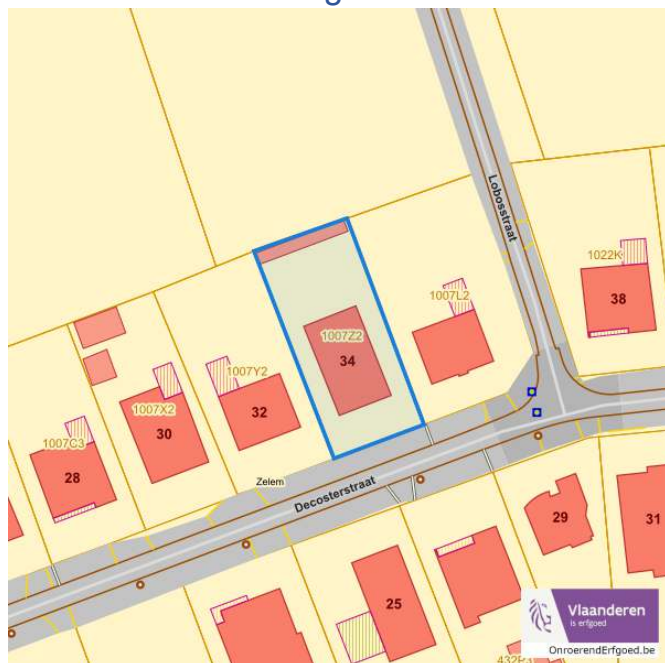 Lobosstraat
1022K
38
1007L2
1007Z2
34
1007Y2
32
1007X2
30
1007C3
28
Zelem
Decosterstraat
29
31
25
Vlaanderen
is erfgoed
OnroerendErfgoed.be